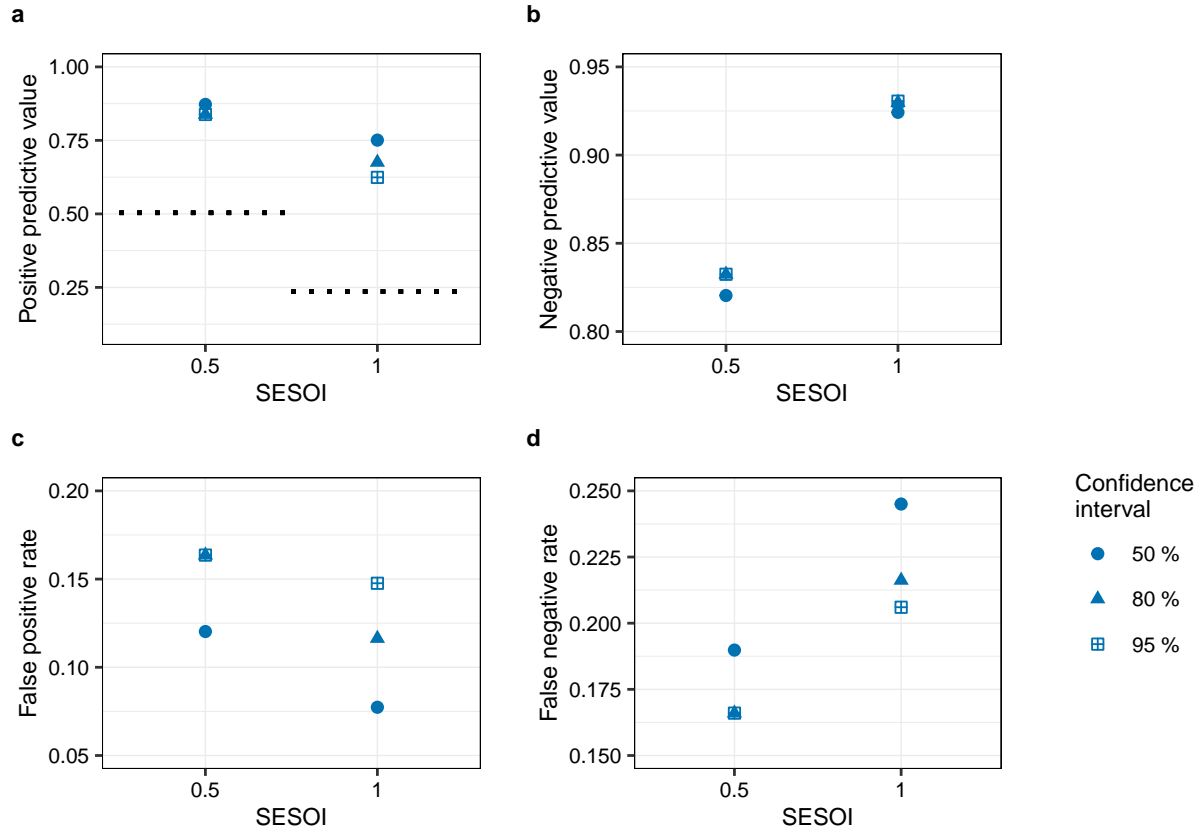 a
Positive predictive value
1.00
0.75
0.50
0.25
0.5
1
SESOI
b
Negative predictive value
0.95
0.90
0.85
0.80
0.5
1
SESOI
c
False positive rate
0.20
0.15
0.10
0.05
0.5
1
SESOI
d
False negative rate
0.250
0.225
0.200
0.175
0.150
0.5
1
SESOI
Confidence
interval
50 %
80 %
95 %